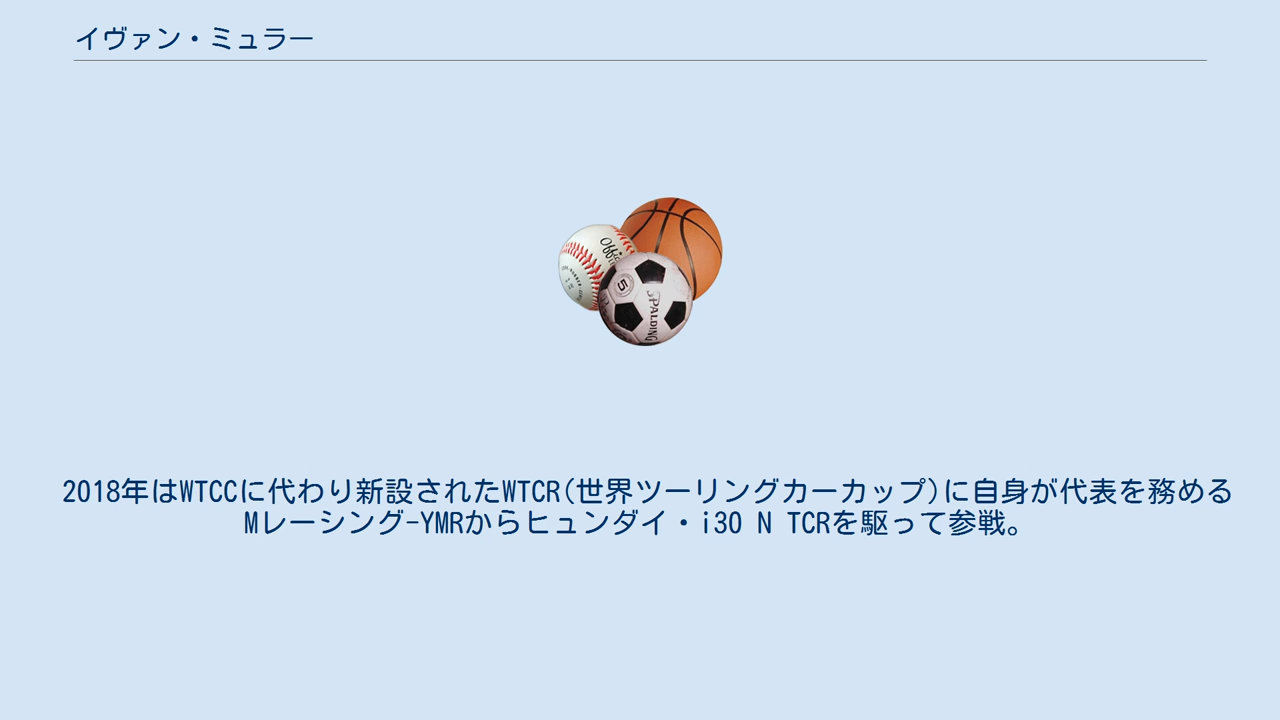 イヴァン・ミュラー
Offic
5
SPALDING
2018年はWTCCに代わり新設されたWTCR(世界ツーリングカーカップ)に自身が代表を務める
Mレーシング-YMRからヒュンダイ・i30 N TCRを駆って参戦。